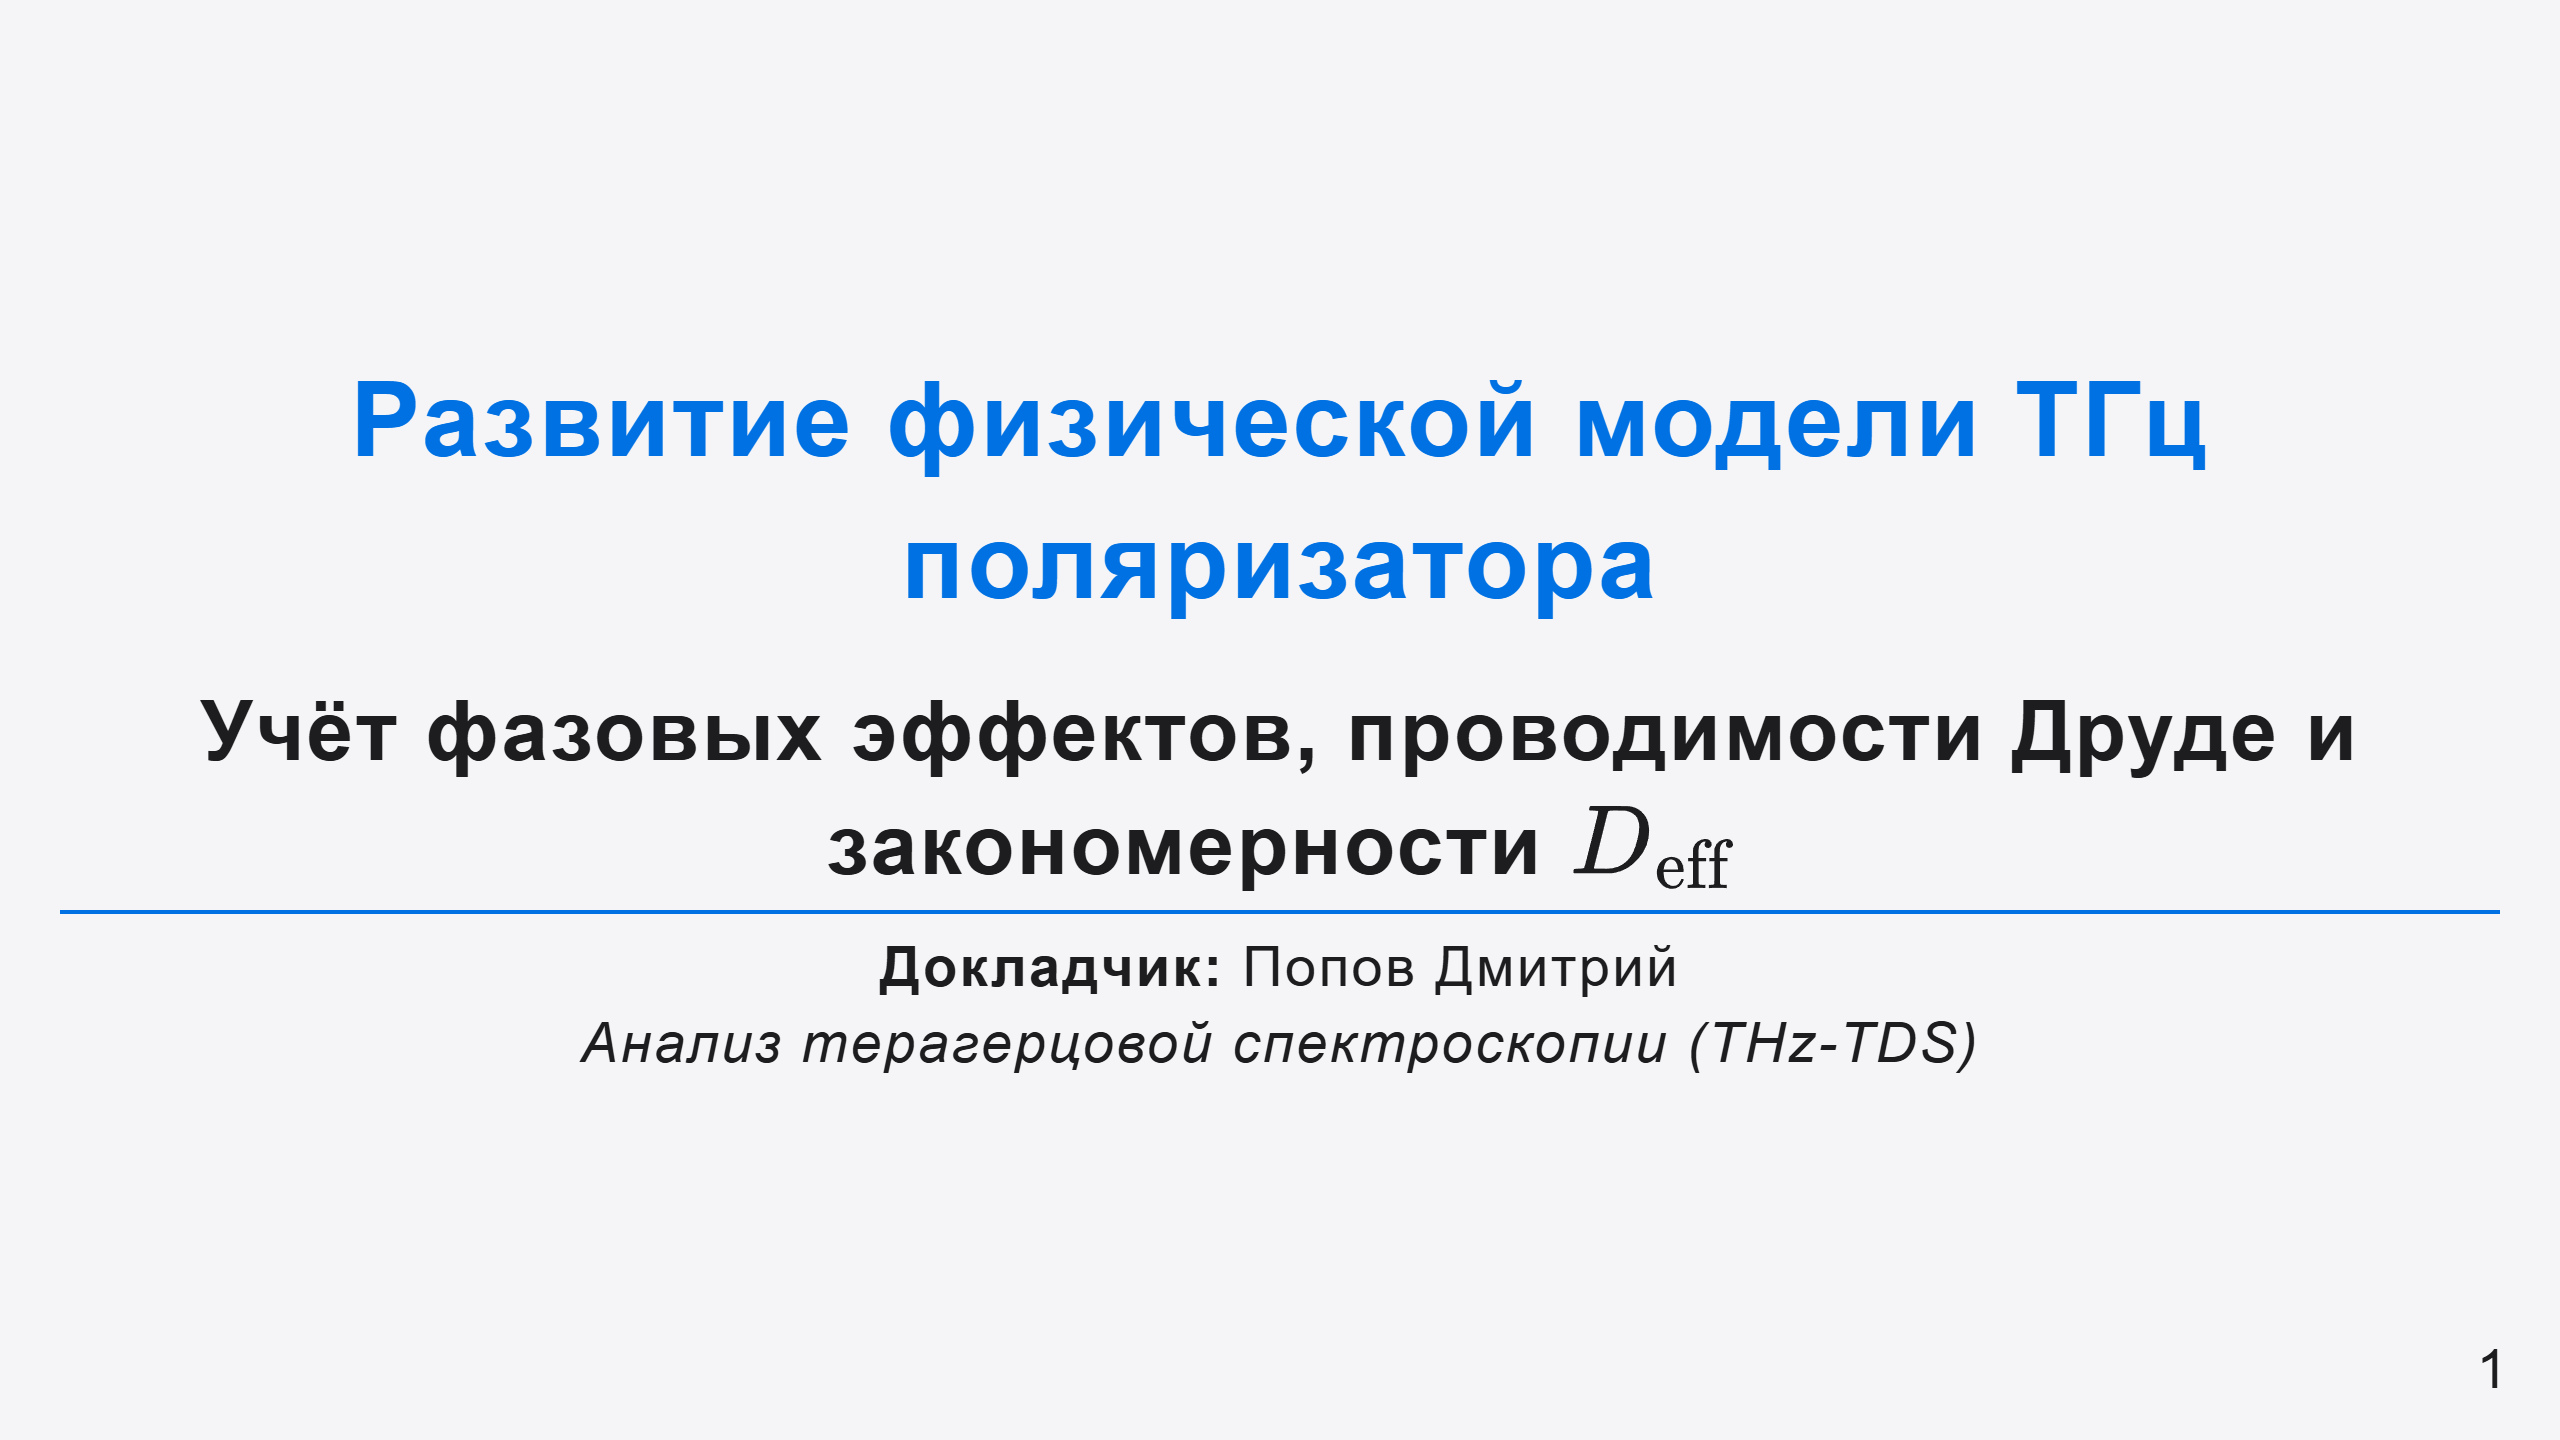 Развитие физической модели ТГц
поляризатора
Учёт фазовых эффектов, проводимости Друде и
закономерности D_eff
Докладчик: Попов Дмитрий
Анализ терагерцовой спектроскопии (THz-TDS)
1